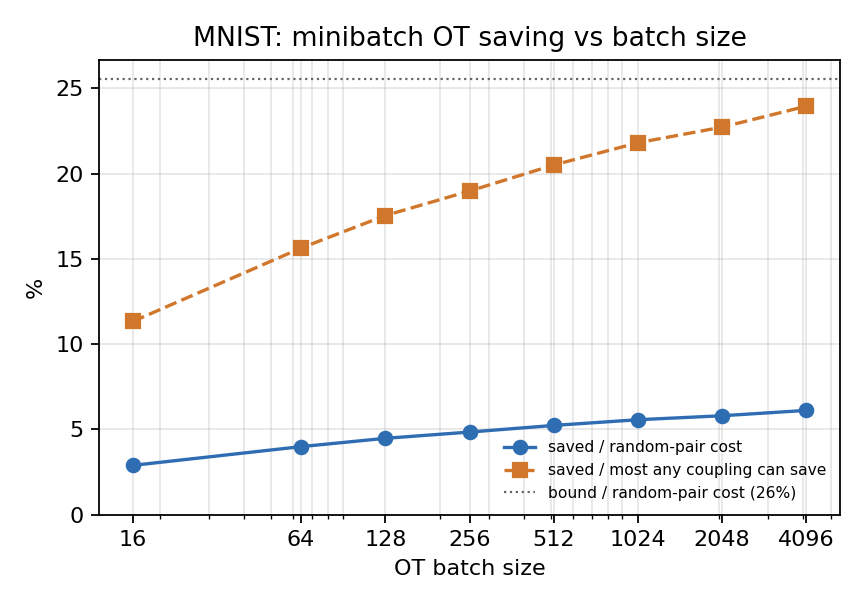 MNIST: minibatch OT saving vs batch size
%
25
20
15
10
5
0
saved / random-pair cost
saved / most any coupling can save
bound / random-pair cost (26%)
16 64 128 256 512 1024 2048 4096
OT batch size